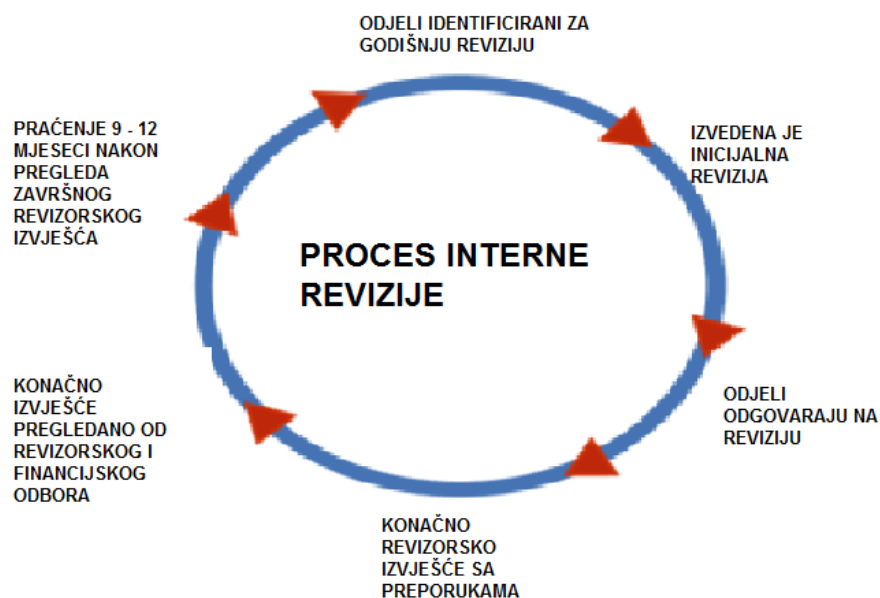 ODJELI IDENTIFICIRANI ZA
GODIŠNJU REVIZIJU
IZVEDENA JE
INICIJALNA
REVIZIJA
ODJELI
ODGOVARAJU NA
REVIZIJU
KONAČNO
REVIZORSKO
IZVJEŠĆE SA
PREPORUKAMA
KONAČNO
IZVJEŠĆE
PREGLEDANO OD
REVIZORSKOG I
FINANCIJSKOG
ODBORA
PRAĆENJE 9 - 12
MJESECI NAKON
PREGLEDA
ZAVRŠNOG
REVIZORSKOG
IZVJEŠĆA
PROCES INTERNE
REVIZIJE